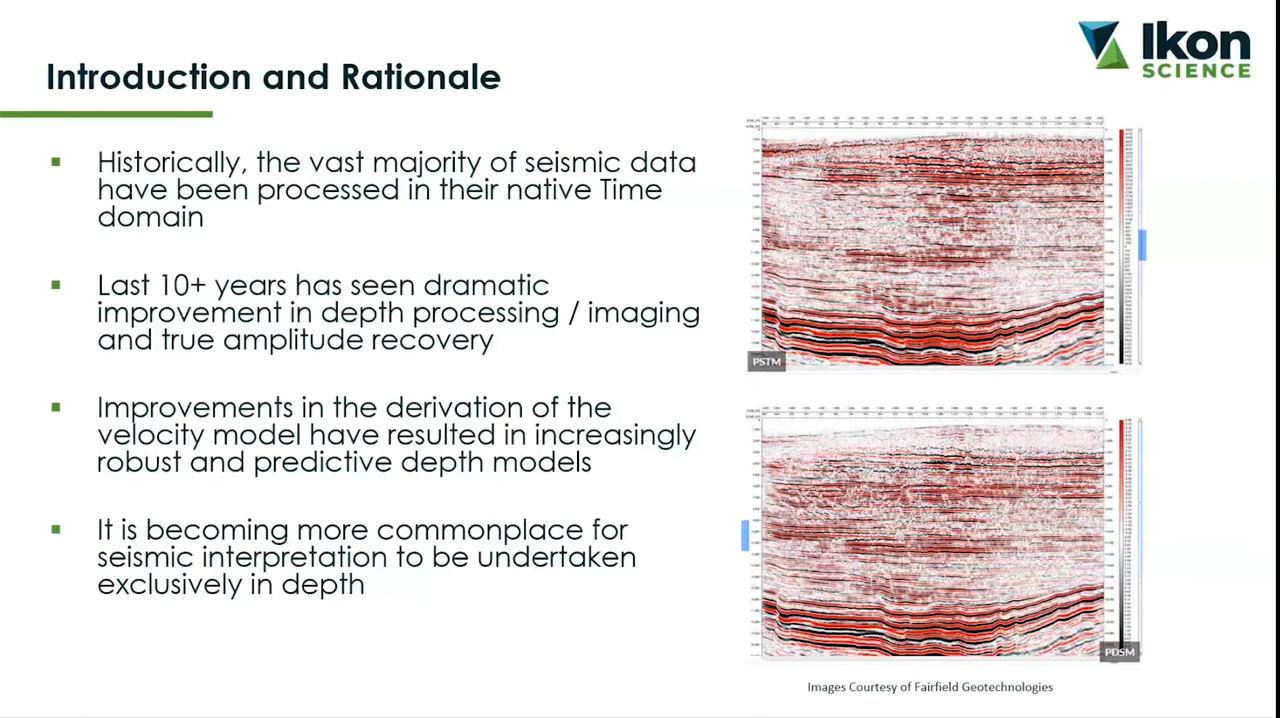 Ikon
SCIENCE
Introduction and Rationale
Historically, the vast majority of seismic data
have been processed in their native Time
domain
Last 10+ years has seen dramatic
improvement in depth processing / imaging
and true amplitude recovery
Improvements in the derivation of the
velocity model have resulted in increasingly
robust and predictive depth models
It is becoming more commonplace for
seismic interpretation to be undertaken
exclusively in depth
PSTM
PDSM
Images Courtesy of Fairfield Geotechnologies